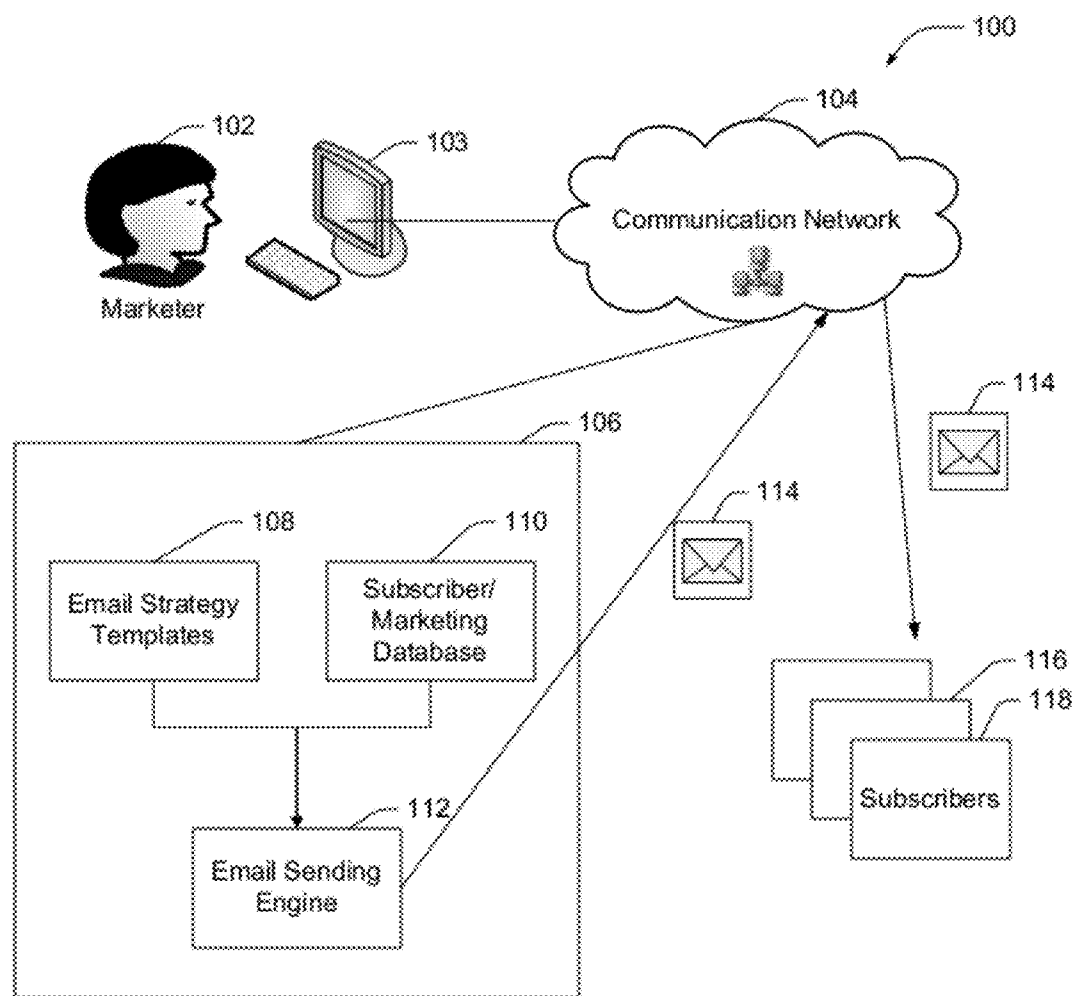 100
104
102
103
Communication Network
Marketer
114
106
114
108
110
Email Strategy
Templates
Subscriber/
Marketing
Database
116
118
112
Subscribers
Email Sending
Engine